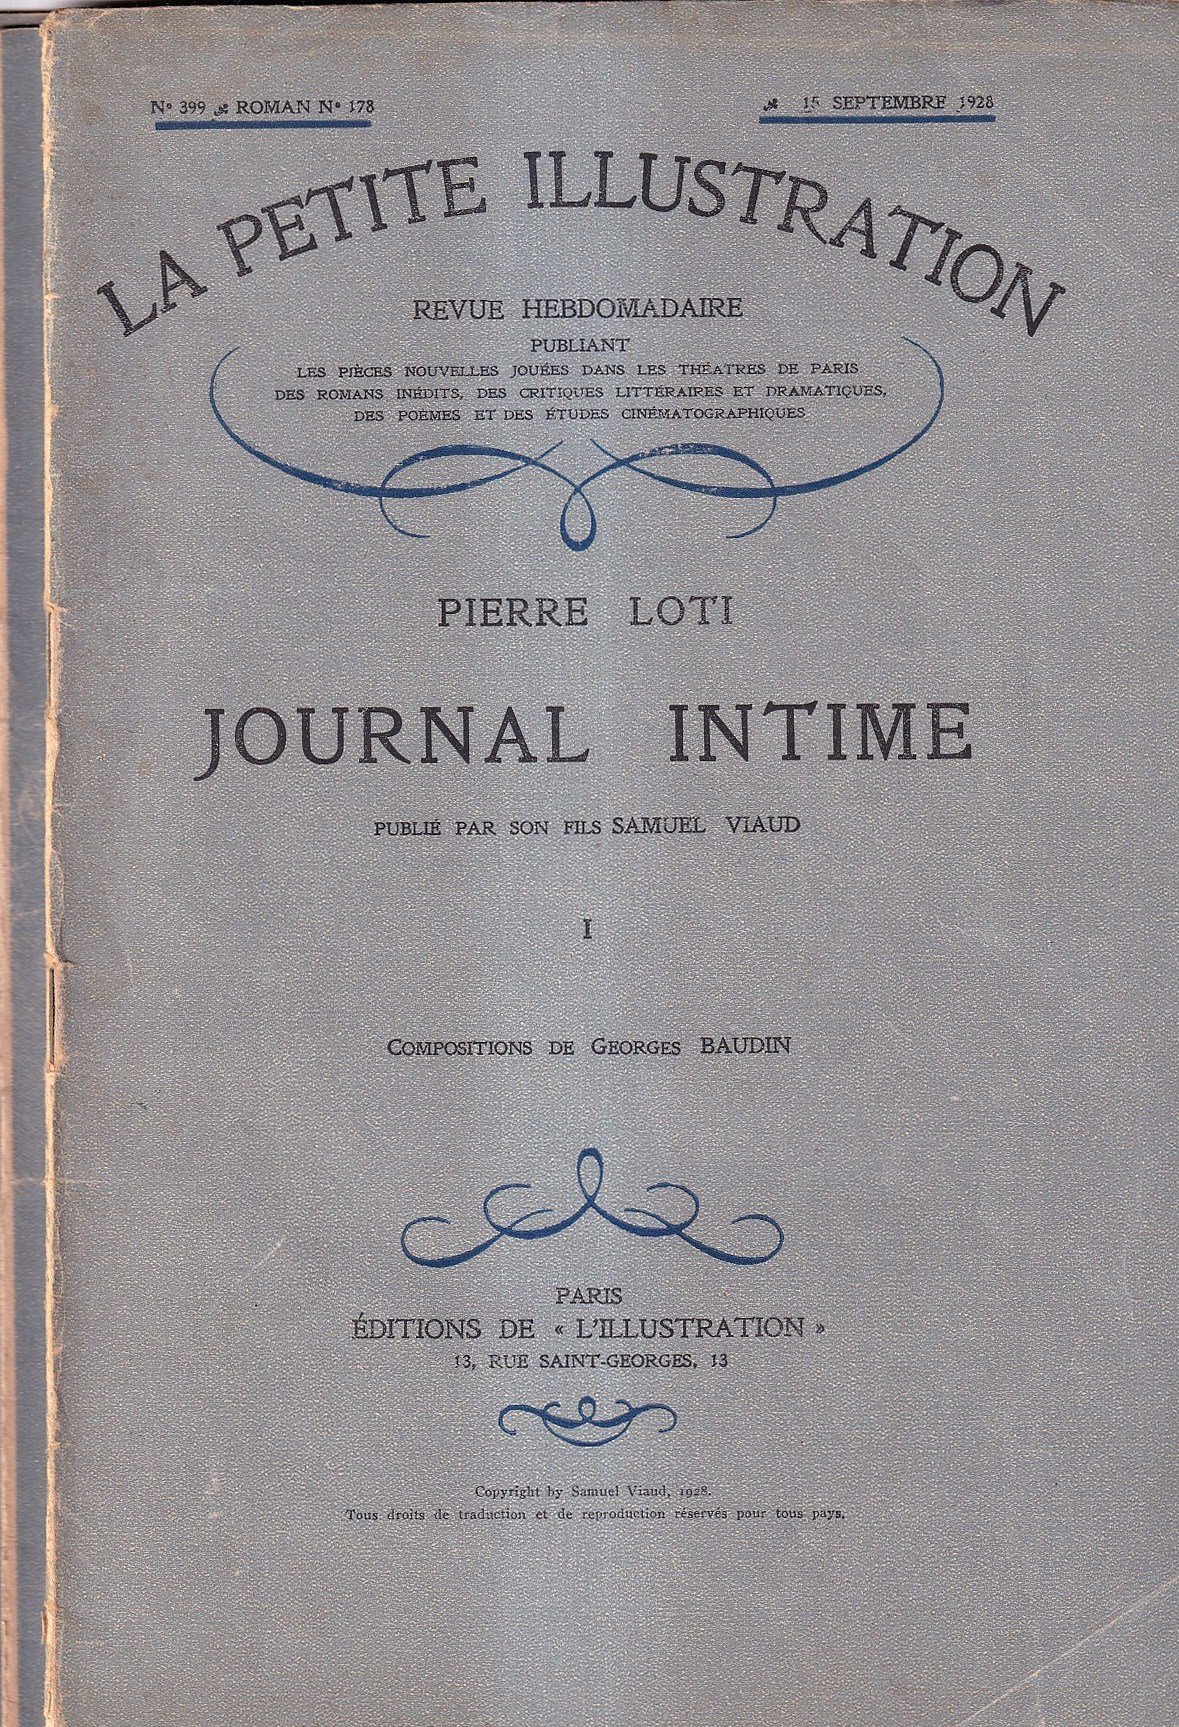 Nº 399 ROMAN Nº 178
15 SEPTEMBRE 1928
LA PETITE ILLUSTRATION
REVUE HEBDOMADAIRE
PUBLIANT
LES PIÈCES NOUVELLES JOUÉES DANS LES THÉATRES DE PARIS
DES ROMANS INÉDITS, DES CRITIQUES LITTÉRAIRES ET DRAMATIQUES,
DES POÈMES ET DES ÉTUDES CINÉMATOGRAPHIQUES
PIERRE LOTI
JOURNAL INTIME
PUBLIÉ PAR SON FILS SAMUEL VIAUD
I
COMPOSITIONS DE GEORGES BAUDIN
PARIS
ÉDITIONS DE « L'ILLUSTRATION »
13, RUE SAINT-GEORGES, 13
Copyright by Samuel Viaud, 1928.
Tous droits de traduction et de reproduction réservés pour tous pays.